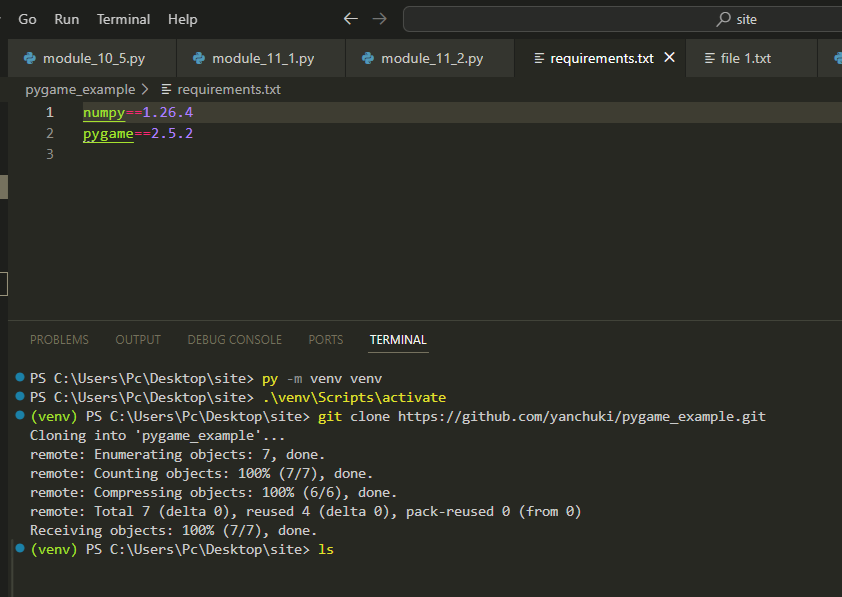 Go Run Terminal Help ← → site
module_10_5.py module_11_1.py module_11_2.py requirements.txt × file 1.txt
pygame_example > requirements.txt
1 numpy==1.26.4
2 pygame==2.5.2
3
PROBLEMS OUTPUT DEBUG CONSOLE PORTS TERMINAL
PS C:\Users\Pc\Desktop\site> py -m venv venv
PS C:\Users\Pc\Desktop\site> .\venv\Scripts\activate
(venv) PS C:\Users\Pc\Desktop\site> git clone https://github.com/yanchuki/pygame_example.git
Cloning into 'pygame_example'...
remote: Enumerating objects: 7, done.
remote: Counting objects: 100% (7/7), done.
remote: Compressing objects: 100% (6/6), done.
remote: Total 7 (delta 0), reused 4 (delta 0), pack-reused 0 (from 0)
Receiving objects: 100% (7/7), done.
(venv) PS C:\Users\Pc\Desktop\site> ls